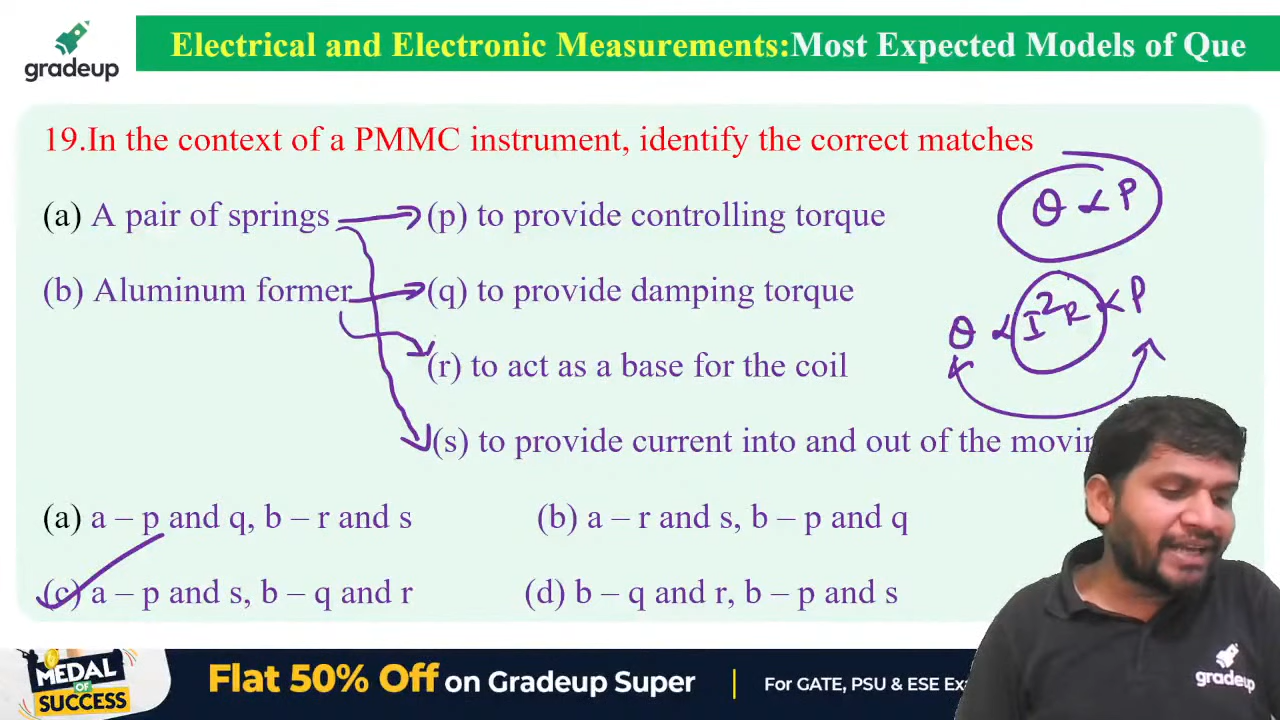 gradeup
Electrical and Electronic Measurements:Most Expected Models of Que
19.In the context of a PMMC instrument, identify the correct matches
(a) A pair of springs
(p) to provide controlling torque
θ ∝ P
(b) Aluminum former
(q) to provide damping torque
θ ∝ I²R ∝ P
(r) to act as a base for the coil
(s) to provide current into and out of the
(a) a – p and q, b – r and s
(b) a – r and s, b – p and q
(c) a – p and s, b – q and r
(d) b – q and r, b – p and s
gradeup
MEDAL
OF
SUCCESS
Flat 50% Off on Gradeup Super
For GATE, PSU & ESE